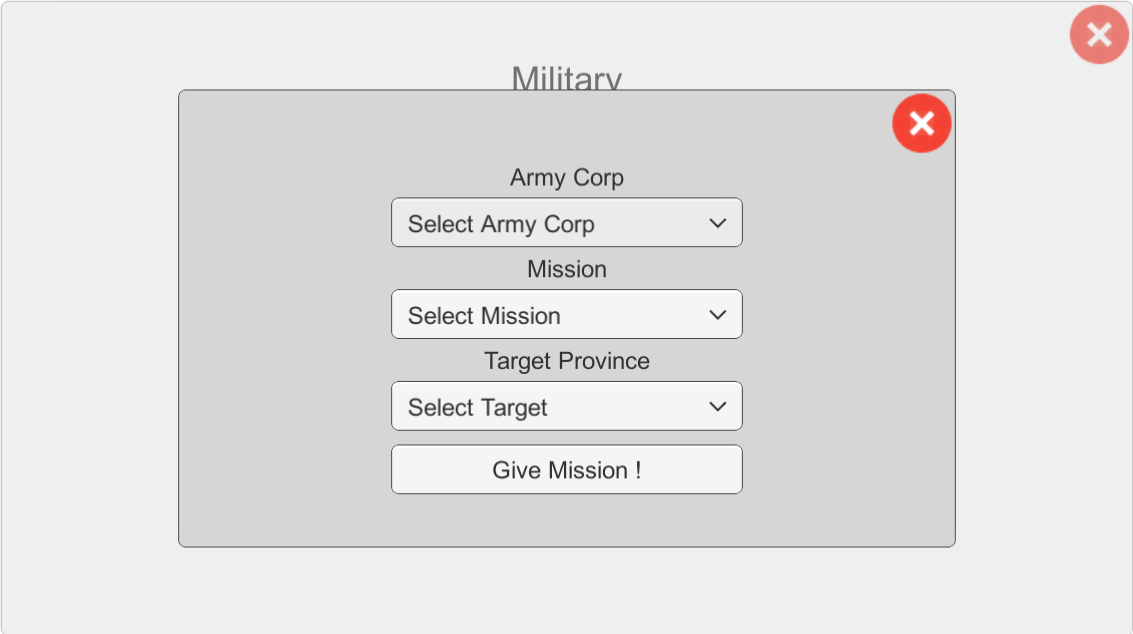 Military
Army Corp
Select Army Corp
Mission
Select Mission
Target Province
Select Target
Give Mission !